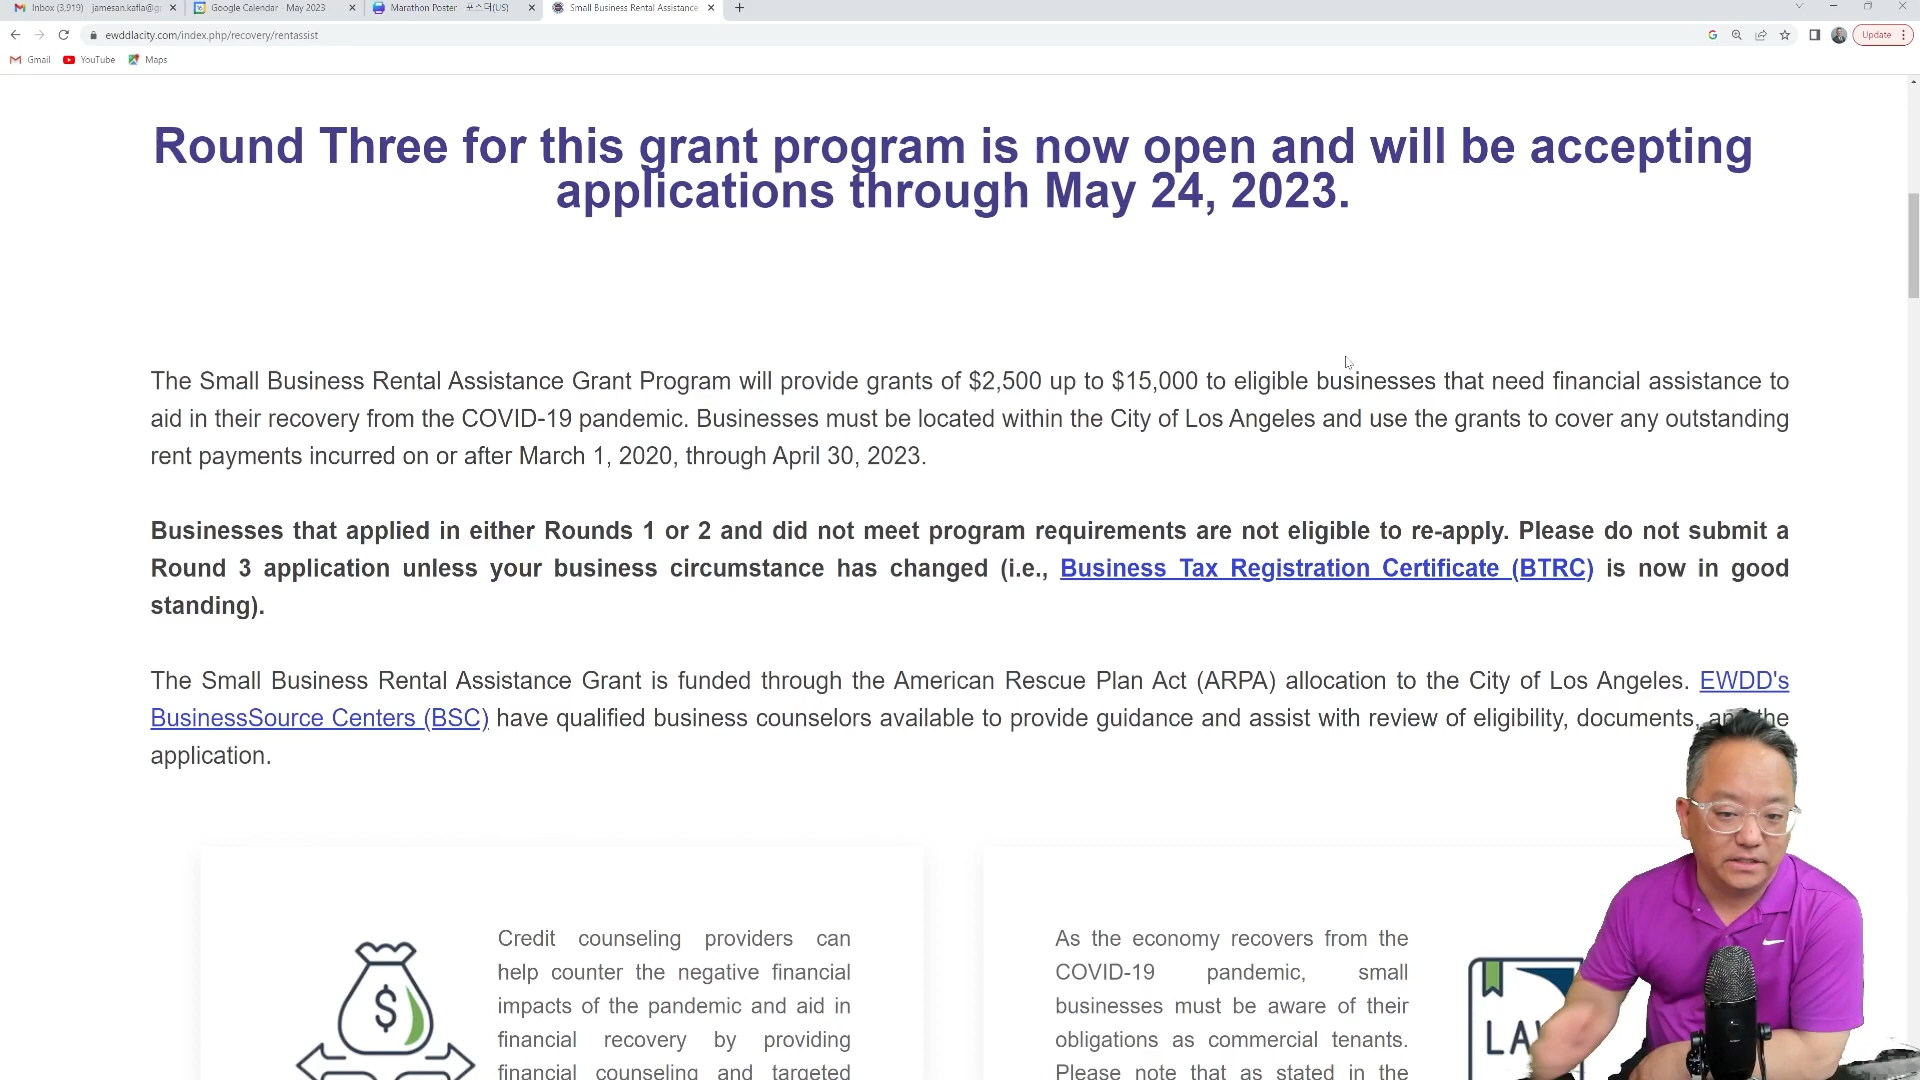 Inbox (3,919) jamesan.kafla@g
Google Calendar - May 2023
Marathon Poster 포스터(US)
Small Business Rental Assistance
ewddlacity.com/index.php/recovery/rentassist
Update
Gmail
YouTube
Maps
Round Three for this grant program is now open and will be accepting
applications through May 24, 2023.
The Small Business Rental Assistance Grant Program will provide grants of $2,500 up to $15,000 to eligible businesses that need financial assistance to
aid in their recovery from the COVID-19 pandemic. Businesses must be located within the City of Los Angeles and use the grants to cover any outstanding
rent payments incurred on or after March 1, 2020, through April 30, 2023.
Businesses that applied in either Rounds 1 or 2 and did not meet program requirements are not eligible to re-apply. Please do not submit a
Round 3 application unless your business circumstance has changed (i.e., Business Tax Registration Certificate (BTRC) is now in good
standing).
The Small Business Rental Assistance Grant is funded through the American Rescue Plan Act (ARPA) allocation to the City of Los Angeles. EWDD's
BusinessSource Centers (BSC) have qualified business counselors available to provide guidance and assist with review of eligibility, documents, and the
application.
$
Credit counseling providers can
help counter the negative financial
impacts of the pandemic and aid in
financial recovery by providing
financial counseling and targeted
As the economy recovers from the
COVID-19 pandemic, small
businesses must be aware of their
obligations as commercial tenants.
Please note that as stated in the
LA